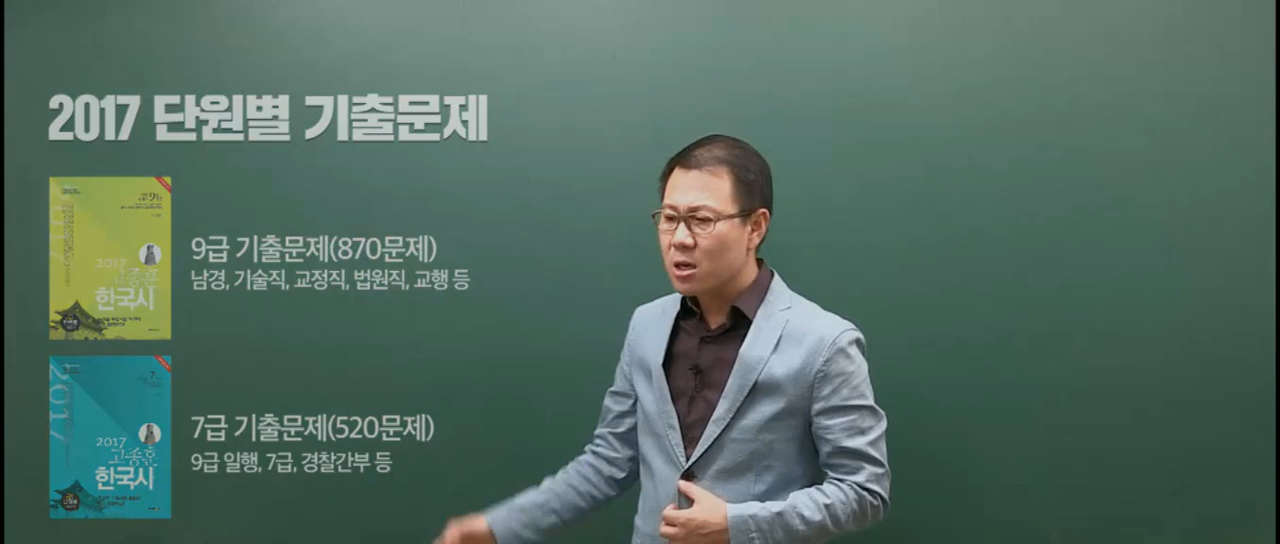 2017 단원별 기출문제
2017
고종훈
한국사
9급 기출문제(870문제)
남경, 기술직, 교정직, 법원직, 교행 등
2017
2017
고종훈
한국사
7급 기출문제(520문제)
9급 일행, 7급, 경찰간부 등